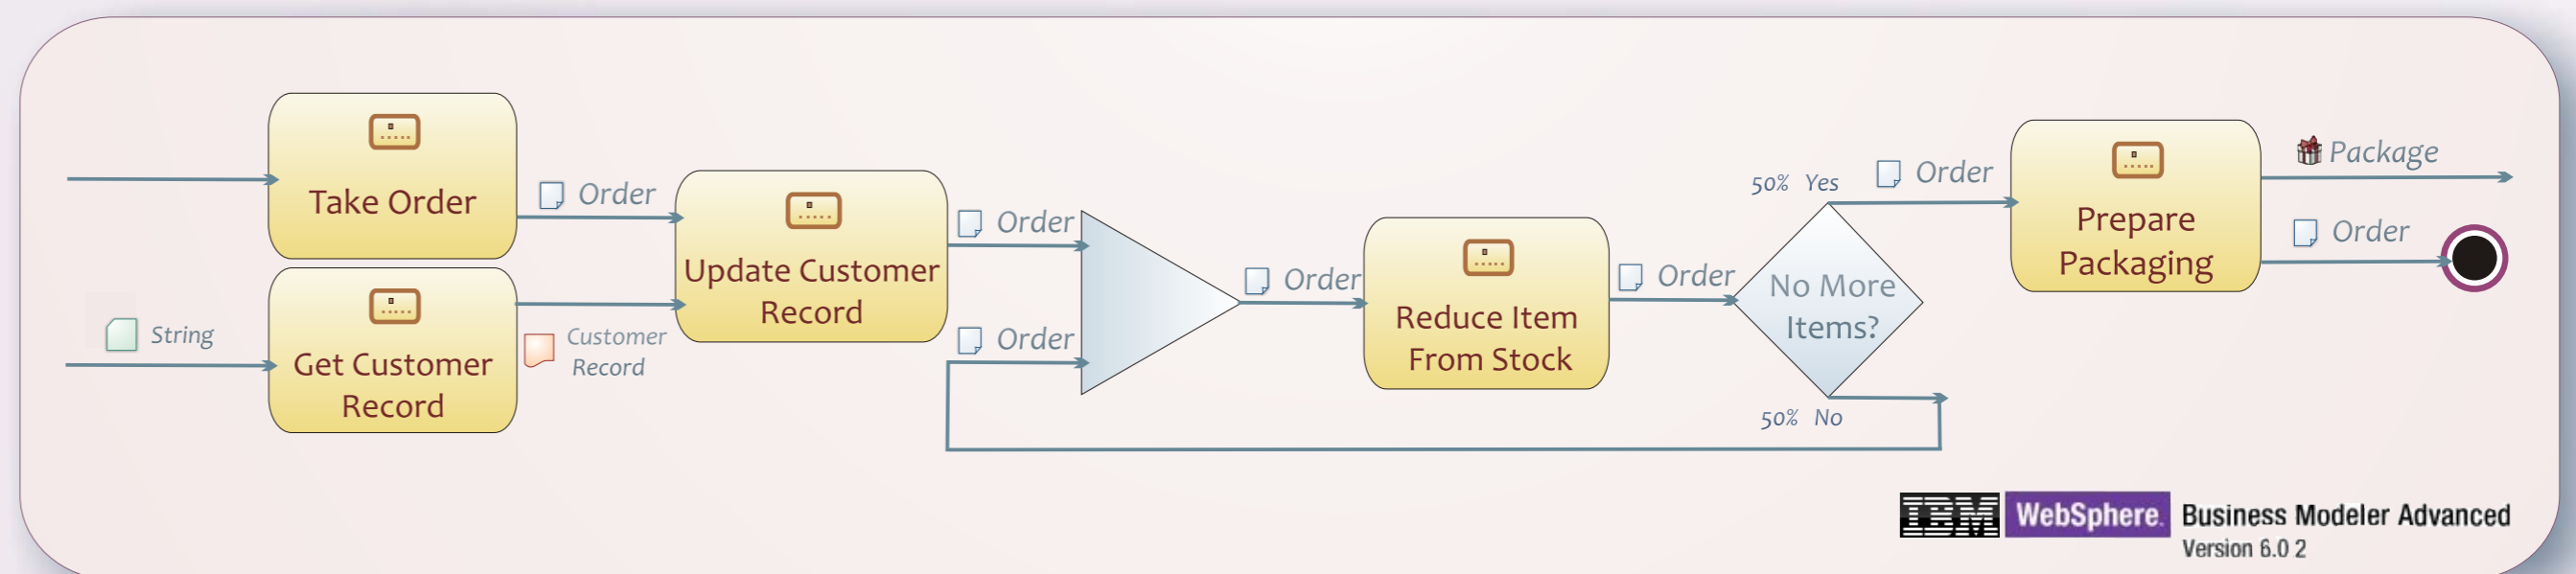 Take Order
Order
String
Get Customer
Record
Customer
Record
Update Customer
Record
Order
Order
Order
Reduce Item
From Stock
Order
50% Yes
No More
Items?
50% No
Order
Prepare
Packaging
Package
Order
IBM WebSphere. Business Modeler Advanced
Version 6.0 2